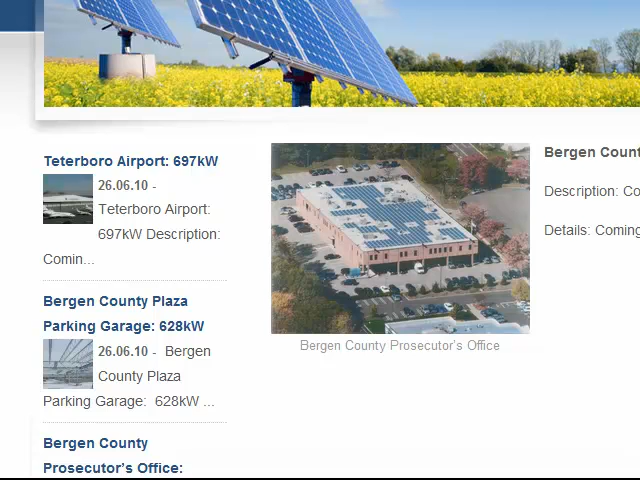 Teterboro Airport: 697kW
26.06.10 -
Teterboro Airport:
697kW Description:
Comin...
Bergen County Plaza
Parking Garage: 628kW
26.06.10 - Bergen
County Plaza
Parking Garage: 628kW ...
Bergen County
Prosecutor's Office:
Bergen County Prosecutor's Office
Bergen Count
Description: Co
Details: Coming